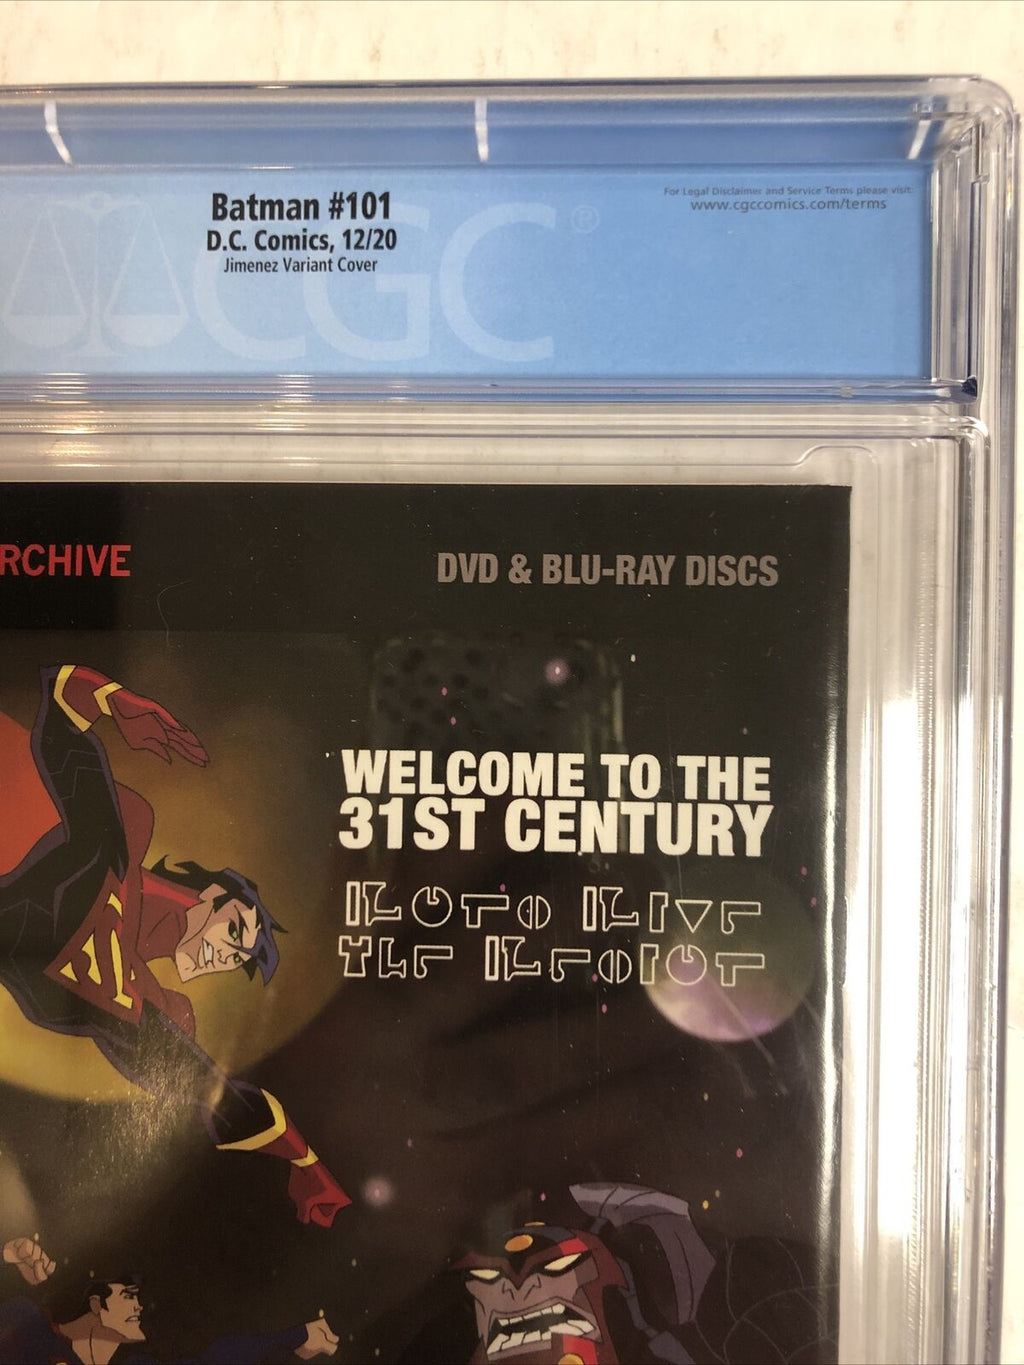 Batman #101
D.C. Comics, 12/20
Jimenez Variant Cover
For Legal Disclaimer and Service Terms please visit:
www.cgccomics.com/terms
CGC®
RCHIVE
DVD & BLU-RAY DISCS
WELCOME TO THE
31ST CENTURY